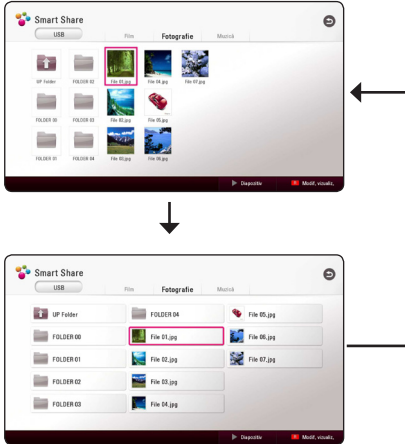 Smart Share
USB Film Fotografie Muzică
UP Folder FOLDER 02 File 01.jpg File 04.jpg File 07.jpg
FOLDER 00 FOLDER 03 File 02.jpg File 05.jpg
FOLDER 01 FOLDER 04 File 03.jpg File 06.jpg
Diapozitiv Modif. vizualiz.
Smart Share
USB Film Fotografie Muzică
UP Folder FOLDER 04 File 05.jpg
FOLDER 00 File 01.jpg File 06.jpg
FOLDER 01 File 02.jpg File 07.jpg
FOLDER 02 File 03.jpg
FOLDER 03 File 04.jpg
Diapozitiv Modif. vizualiz.